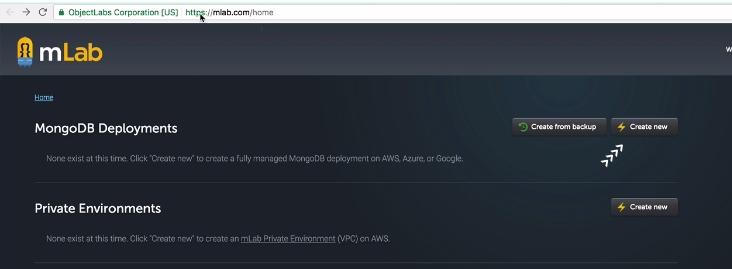 ObjectLabs Corporation [US] https://mlab.com/home
mLab
Home
MongoDB Deployments
Create from backup
Create new
None exist at this time. Click "Create new" to create a fully managed MongoDB deployment on AWS, Azure, or Google.
Private Environments
Create new
None exist at this time. Click "Create new" to create an mLab Private Environment (VPC) on AWS.